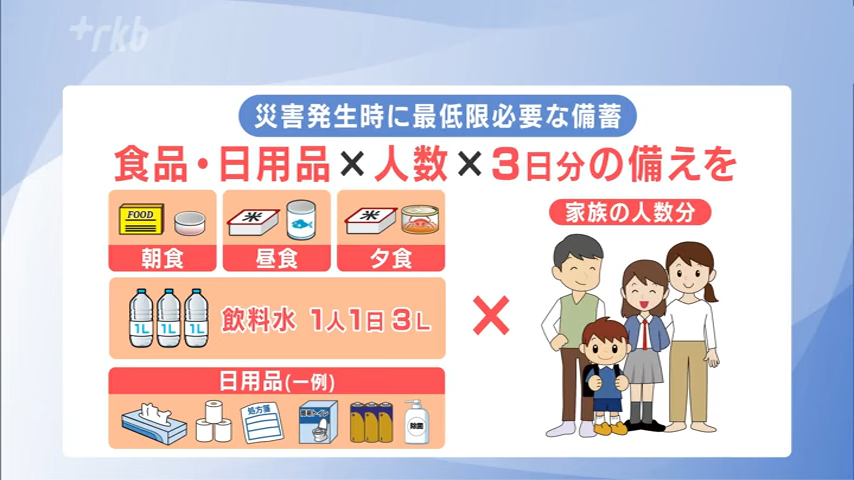 +rkb
災害発生時に最低限必要な備蓄
食品・日用品×人数×3日分の備えを
FOOD
米
米
朝食
昼食
夕食
家族の人数分
1L 1L 1L
飲料水 1人1日3L
×
日用品(一例)
処方箋
簡易トイレ
除菌